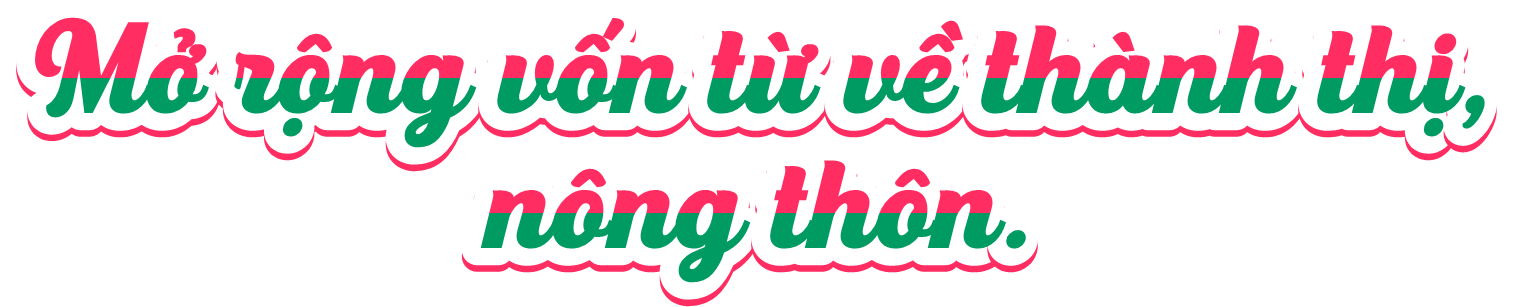 Mở rộng vốn từ về thành thị,
nông thôn.